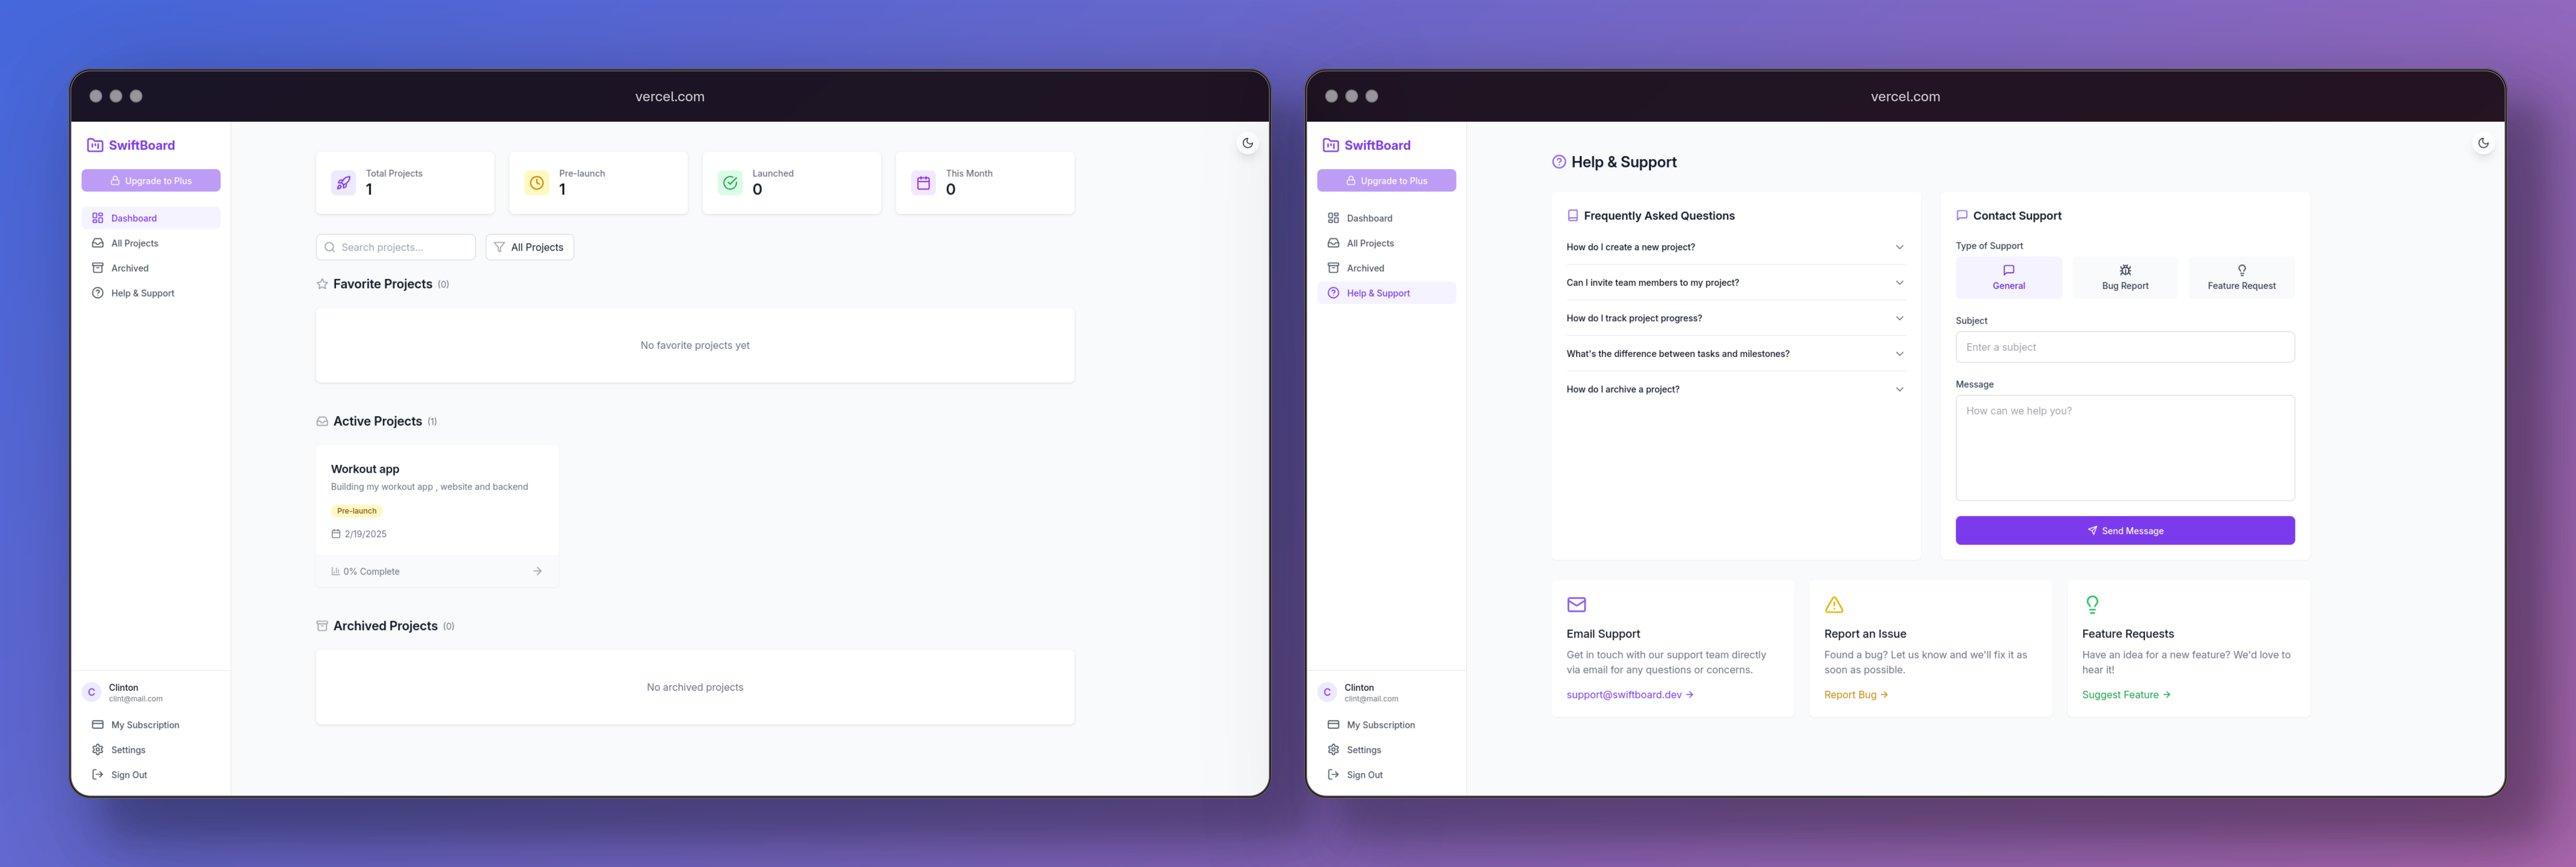 vercel.com
SwiftBoard
Upgrade to Plus
Dashboard
All Projects
Archived
Help & Support
Clinton
C
clint@mail.com
My Subscription
Settings
Sign Out
Total Projects
1
Pre-launch
1
Launched
0
This Month
0
Search projects...
All Projects
Favorite Projects (0)
No favorite projects yet
Active Projects (1)
Workout app
Building my workout app , website and backend
Pre-launch
2/19/2025
0% Complete
Archived Projects (0)
No archived projects
vercel.com
SwiftBoard
Upgrade to Plus
Dashboard
All Projects
Archived
Help & Support
Clinton
C
clint@mail.com
My Subscription
Settings
Sign Out
Help & Support
Frequently Asked Questions
How do I create a new project?
Can I invite team members to my project?
How do I track project progress?
What's the difference between tasks and milestones?
How do I archive a project?
Contact Support
Type of Support
General
Bug Report
Feature Request
Subject
Enter a subject
Message
How can we help you?
Send Message
Email Support
Get in touch with our support team directly
via email for any questions or concerns.
support@swiftboard.dev →
Report an Issue
Found a bug? Let us know and we'll fix it as
soon as possible.
Report Bug →
Feature Requests
Have an idea for a new feature? We'd love to
hear it!
Suggest Feature →